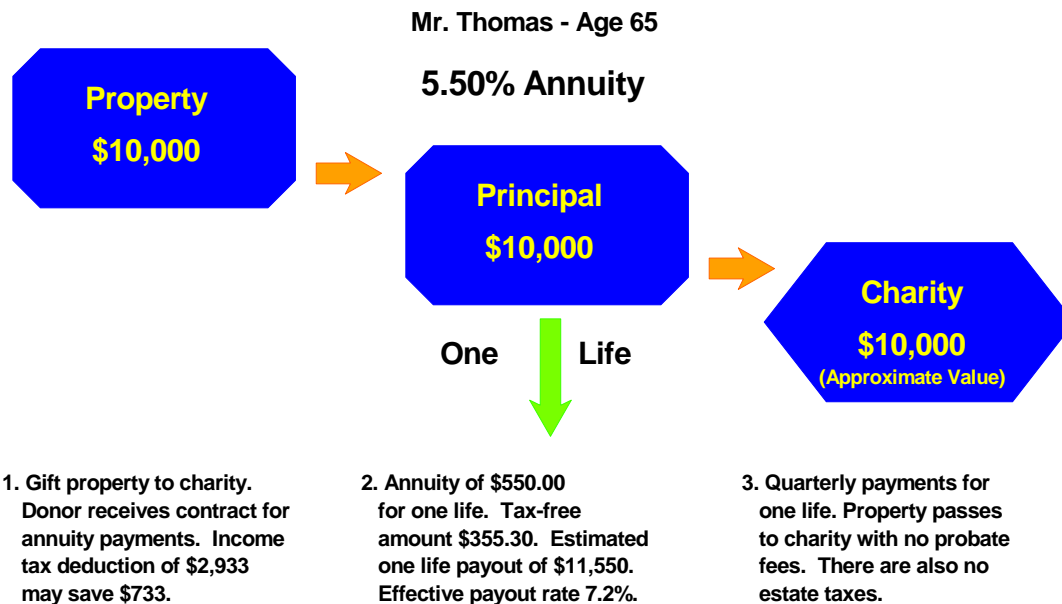 Mr. Thomas - Age 65
5.50% Annuity
Property
$10,000
Principal
$10,000
Charity
$10,000
(Approximate Value)
One Life
1. Gift property to charity.
Donor receives contract for
annuity payments. Income
tax deduction of $2,933
may save $733.
2. Annuity of $550.00
for one life. Tax-free
amount $355.30. Estimated
one life payout of $11,550.
Effective payout rate 7.2%.
3. Quarterly payments for
one life. Property passes
to charity with no probate
fees. There are also no
estate taxes.